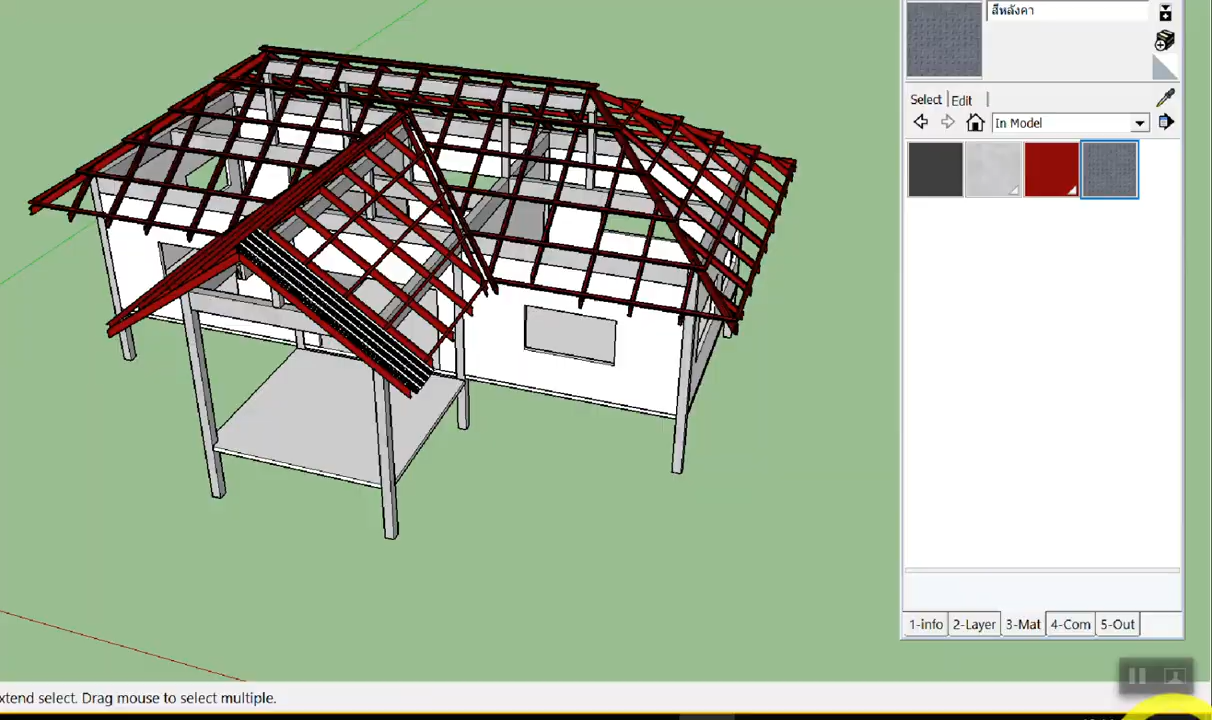 สีหลังคา
Select Edit
In Model
1-info 2-Layer 3-Mat 4-Com 5-Out
xtend select. Drag mouse to select multiple.